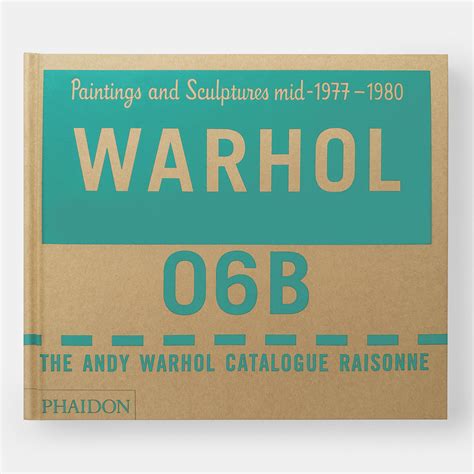 Paintings and Sculptures mid-1977-1980
WARHOL
06B
THE ANDY WARHOL CATALOGUE RAISONNE
PHAIDON